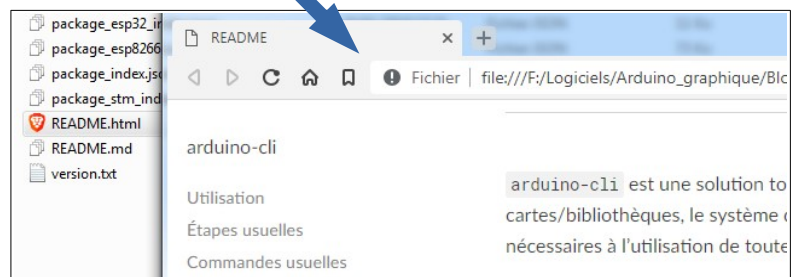 package_esp32_in
package_esp8266
package_index.jso
package_stm_ind
README.html
README.md
version.txt
README
Fichier | file:///F:/Logiciels/Arduino_graphique/Blo
arduino-cli
Utilisation
Étapes usuelles
Commandes usuelles
arduino-cli est une solution to
cartes/bibliothèques, le système
nécessaires à l'utilisation de toute